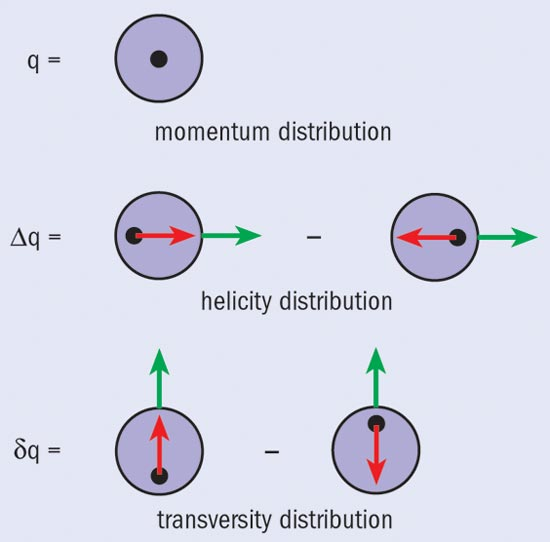 q =
momentum distribution
Δq = –
helicity distribution
δq = –
transversity distribution